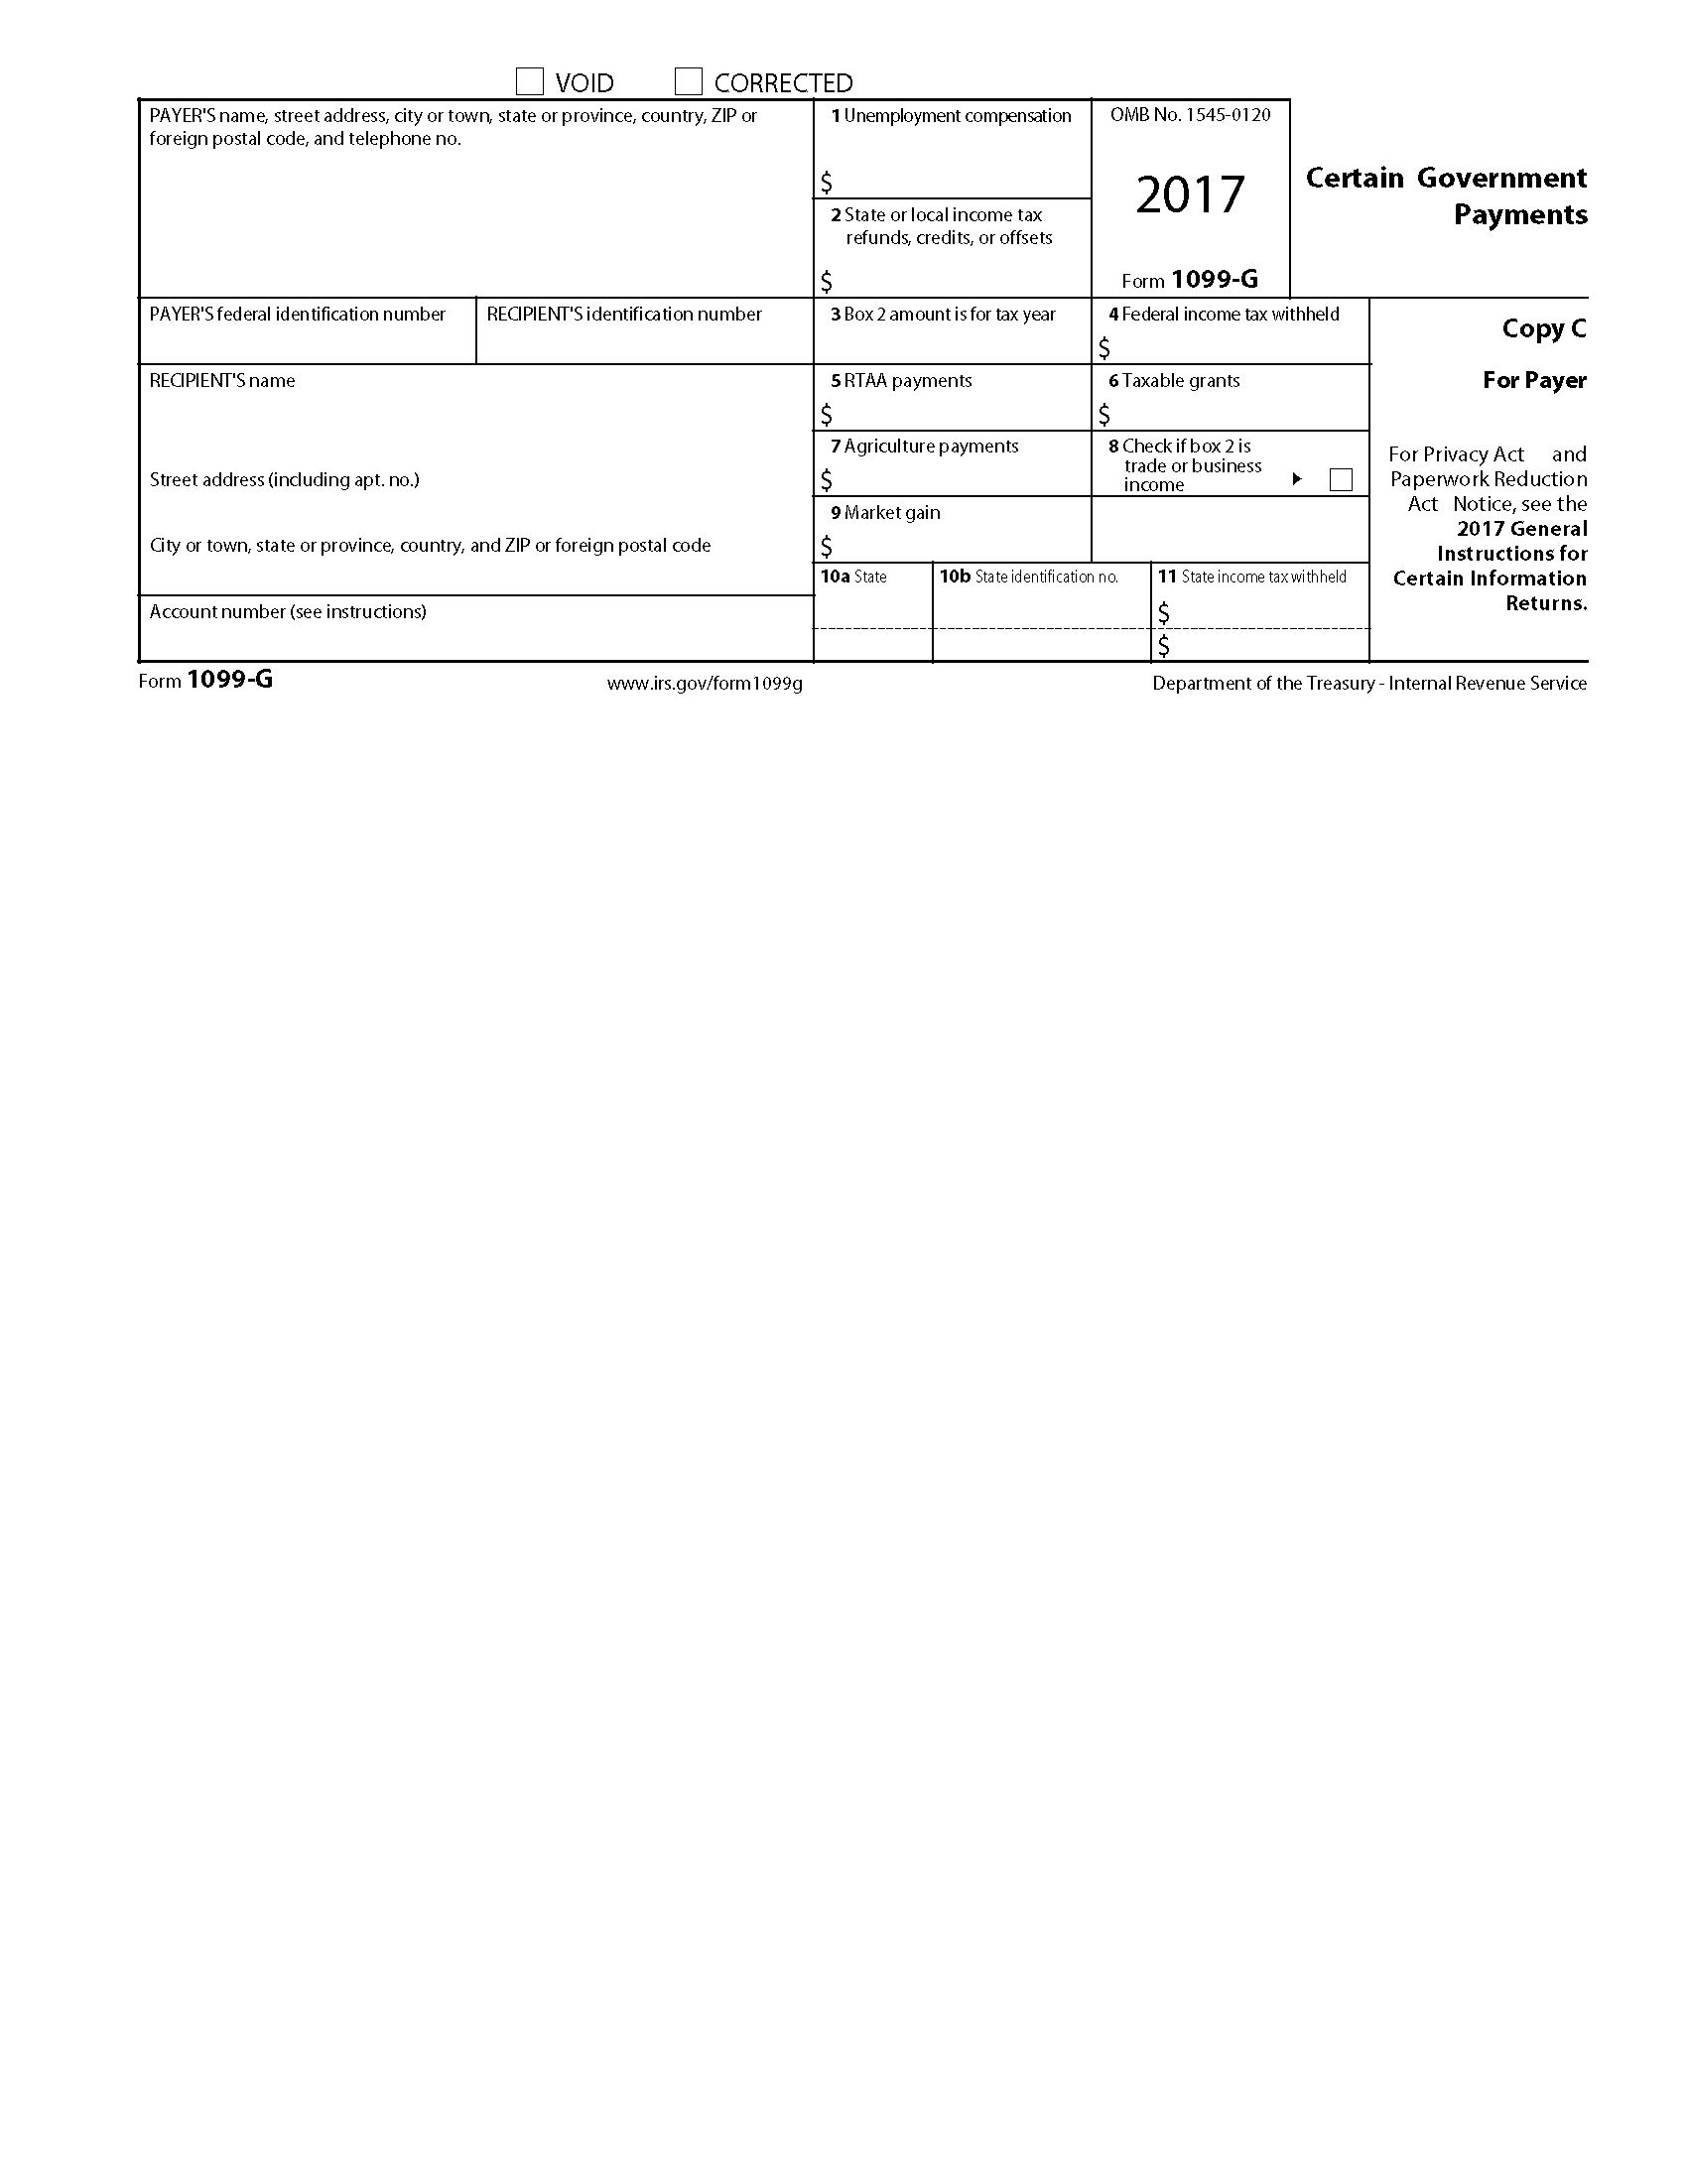 VOID CORRECTED
PAYER'S name, street address, city or town, state or province, country, ZIP or
foreign postal code, and telephone no.
1 Unemployment compensation
$
2 State or local income tax
refunds, credits, or offsets
$
OMB No. 1545-0120
2017
Form 1099-G
Certain Government
Payments
PAYER'S federal identification number
RECIPIENT'S identification number
3 Box 2 amount is for tax year
4 Federal income tax withheld
$
Copy C
For Payer
RECIPIENT'S name
5 RTAA payments
$
6 Taxable grants
$
Street address (including apt. no.)
7 Agriculture payments
$
8 Check if box 2 is
trade or business
income
For Privacy Act and
Paperwork Reduction
Act Notice, see the
2017 General
Instructions for
Certain Information
Returns.
City or town, state or province, country, and ZIP or foreign postal code
9 Market gain
$
Account number (see instructions)
10a State
10b State identification no.
11 State income tax withheld
$
$
Form 1099-G
www.irs.gov/form1099g
Department of the Treasury - Internal Revenue Service